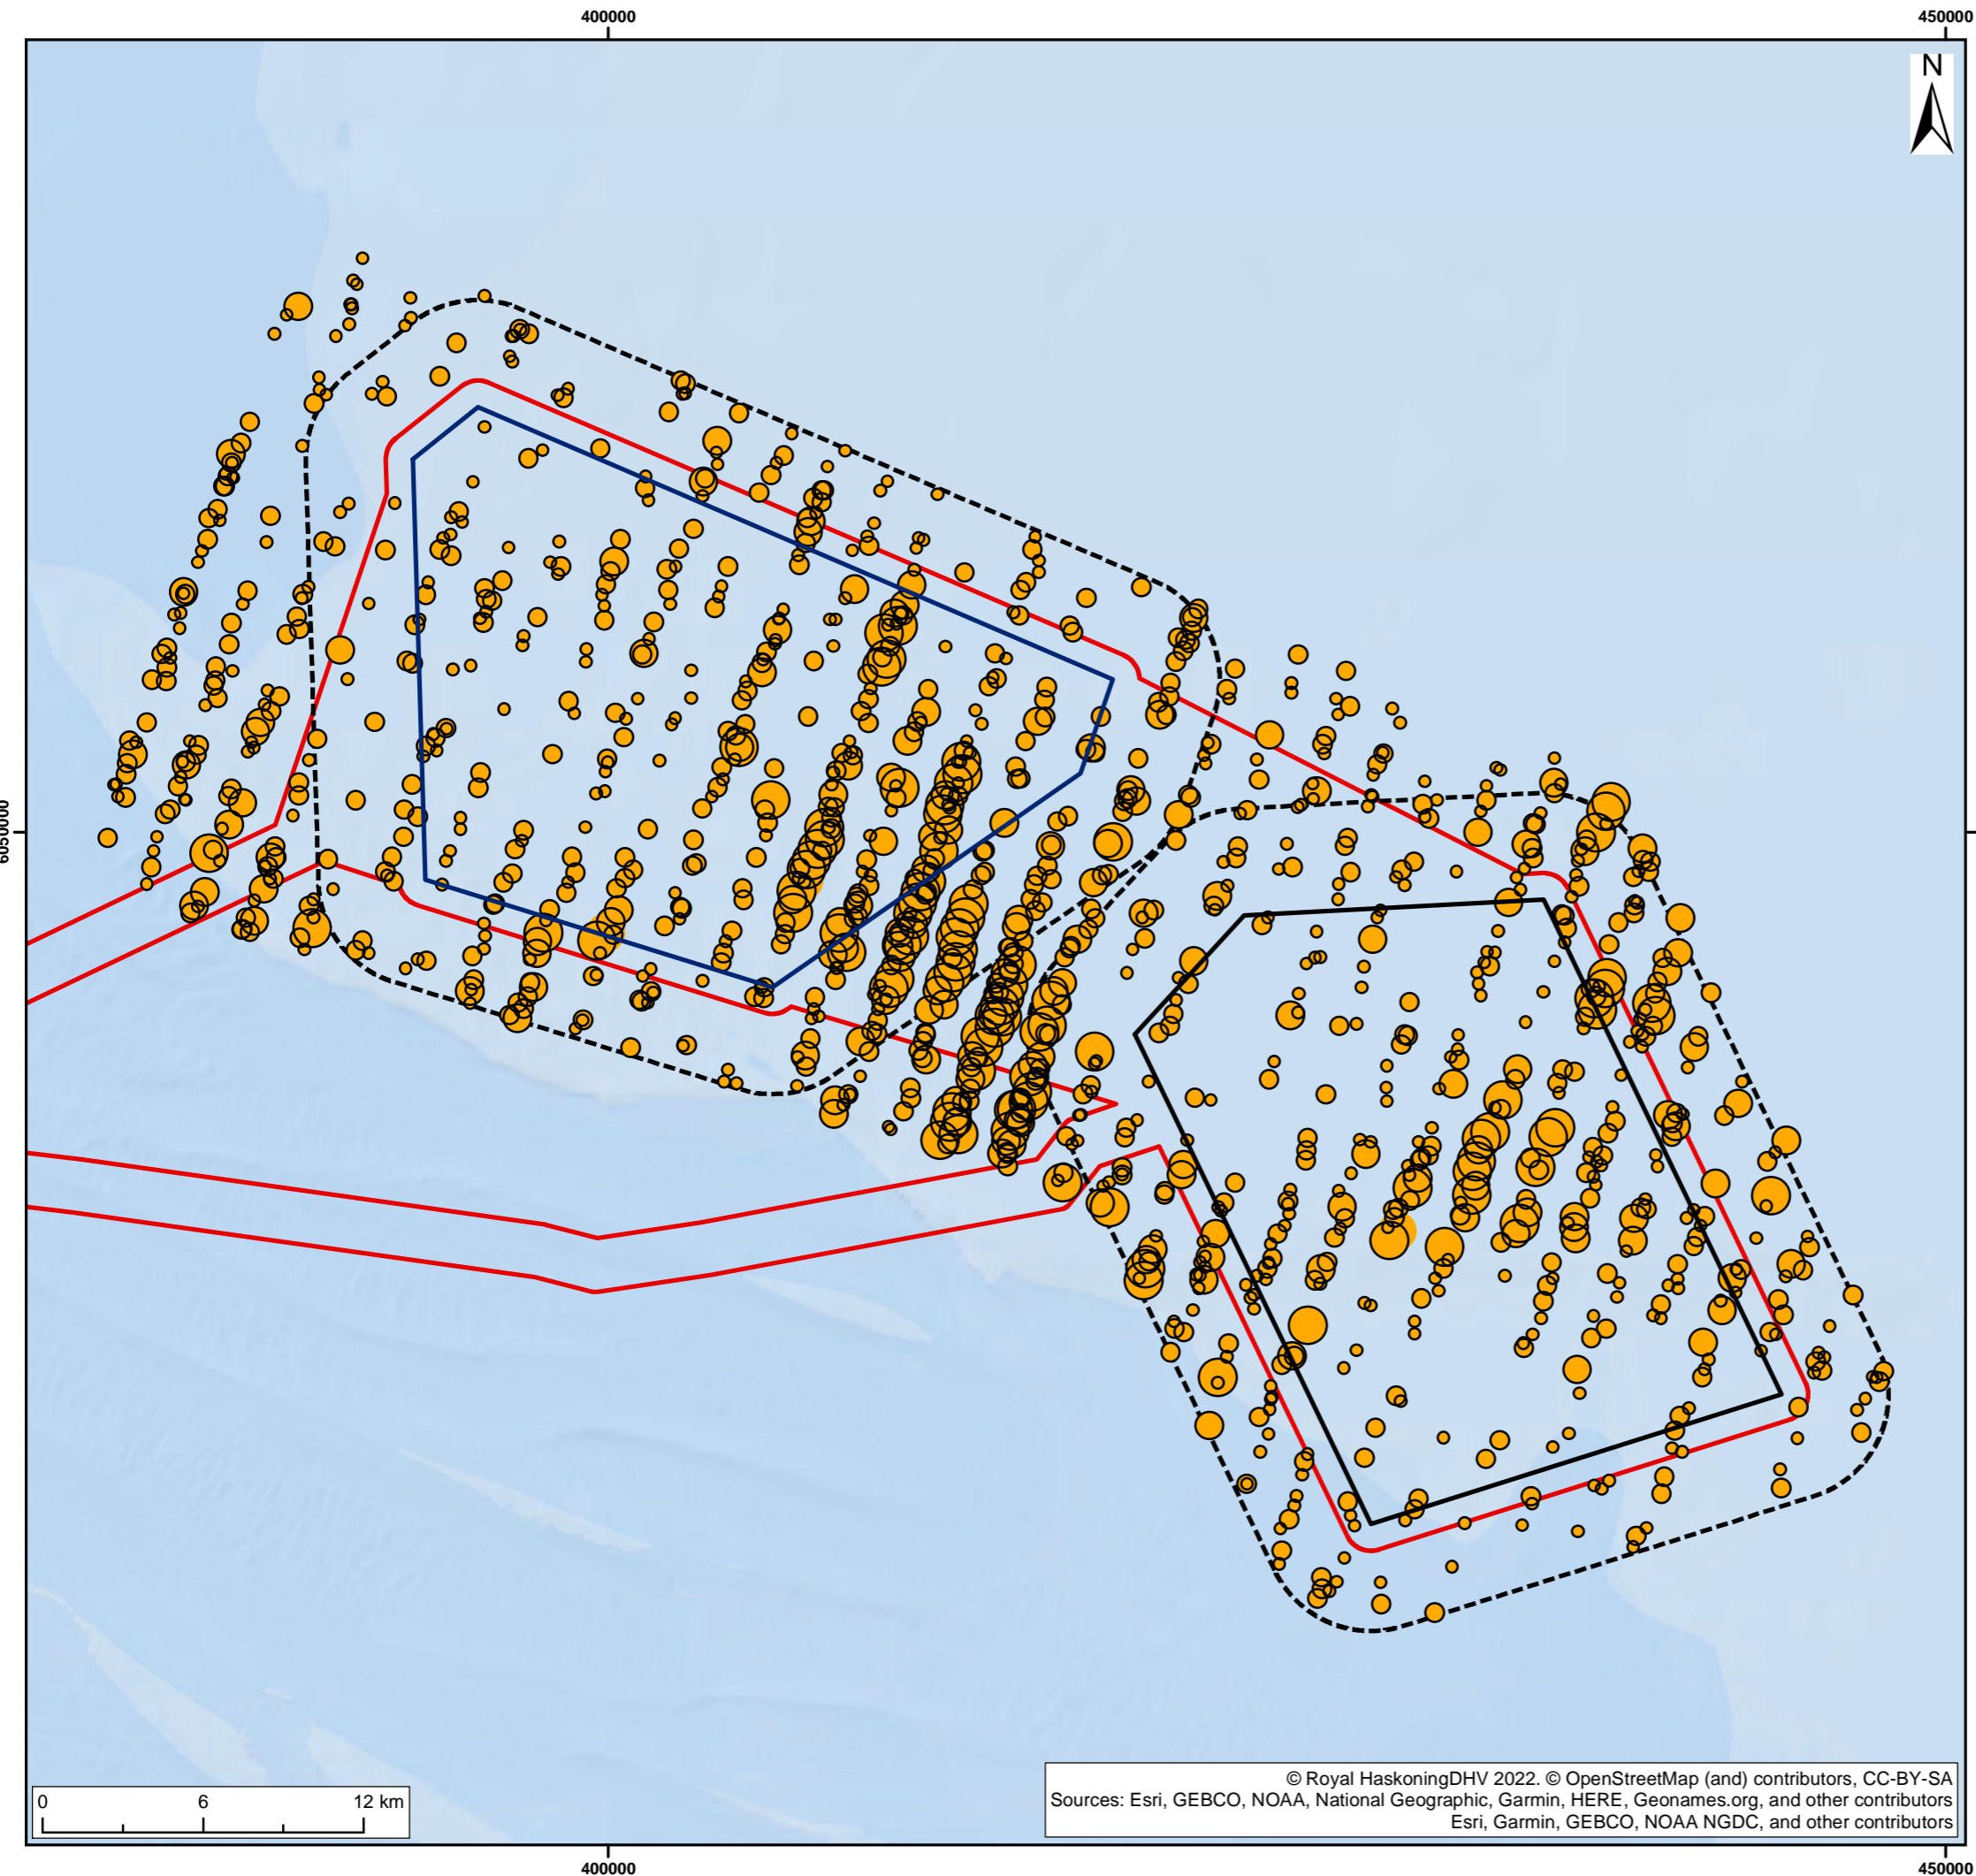 400000
450000
N
6050000
0
6
12 km
© Royal HaskoningDHV 2022. © OpenStreetMap (and) contributors, CC-BY-SA
Sources: Esri, GEBCO, NOAA, National Geographic, Garmin, HERE, Geonames.org, and other contributors
Esri, Garmin, GEBCO, NOAA NGDC, and other contributors
400000
450000